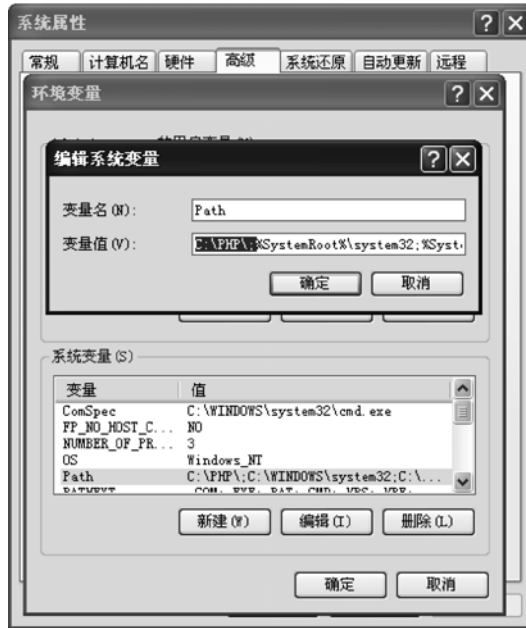 系统属性
常规 计算机名 硬件 高级 系统还原 自动更新 远程
环境变量
编辑系统变量
变量名(N): Path
变量值(V): C:\PHP\;%SystemRoot%\system32;%Syst
确定 取消
系统变量(S)
变量 值
ComSpec C:\WINDOWS\system32\cmd.exe
FP_NO_HOST_C... NO
NUMBER_OF_PR... 3
OS Windows_NT
Path C:\PHP\;C:\WINDOWS\system32;C:\...
新建(W) 编辑(I) 删除(L)
确定 取消